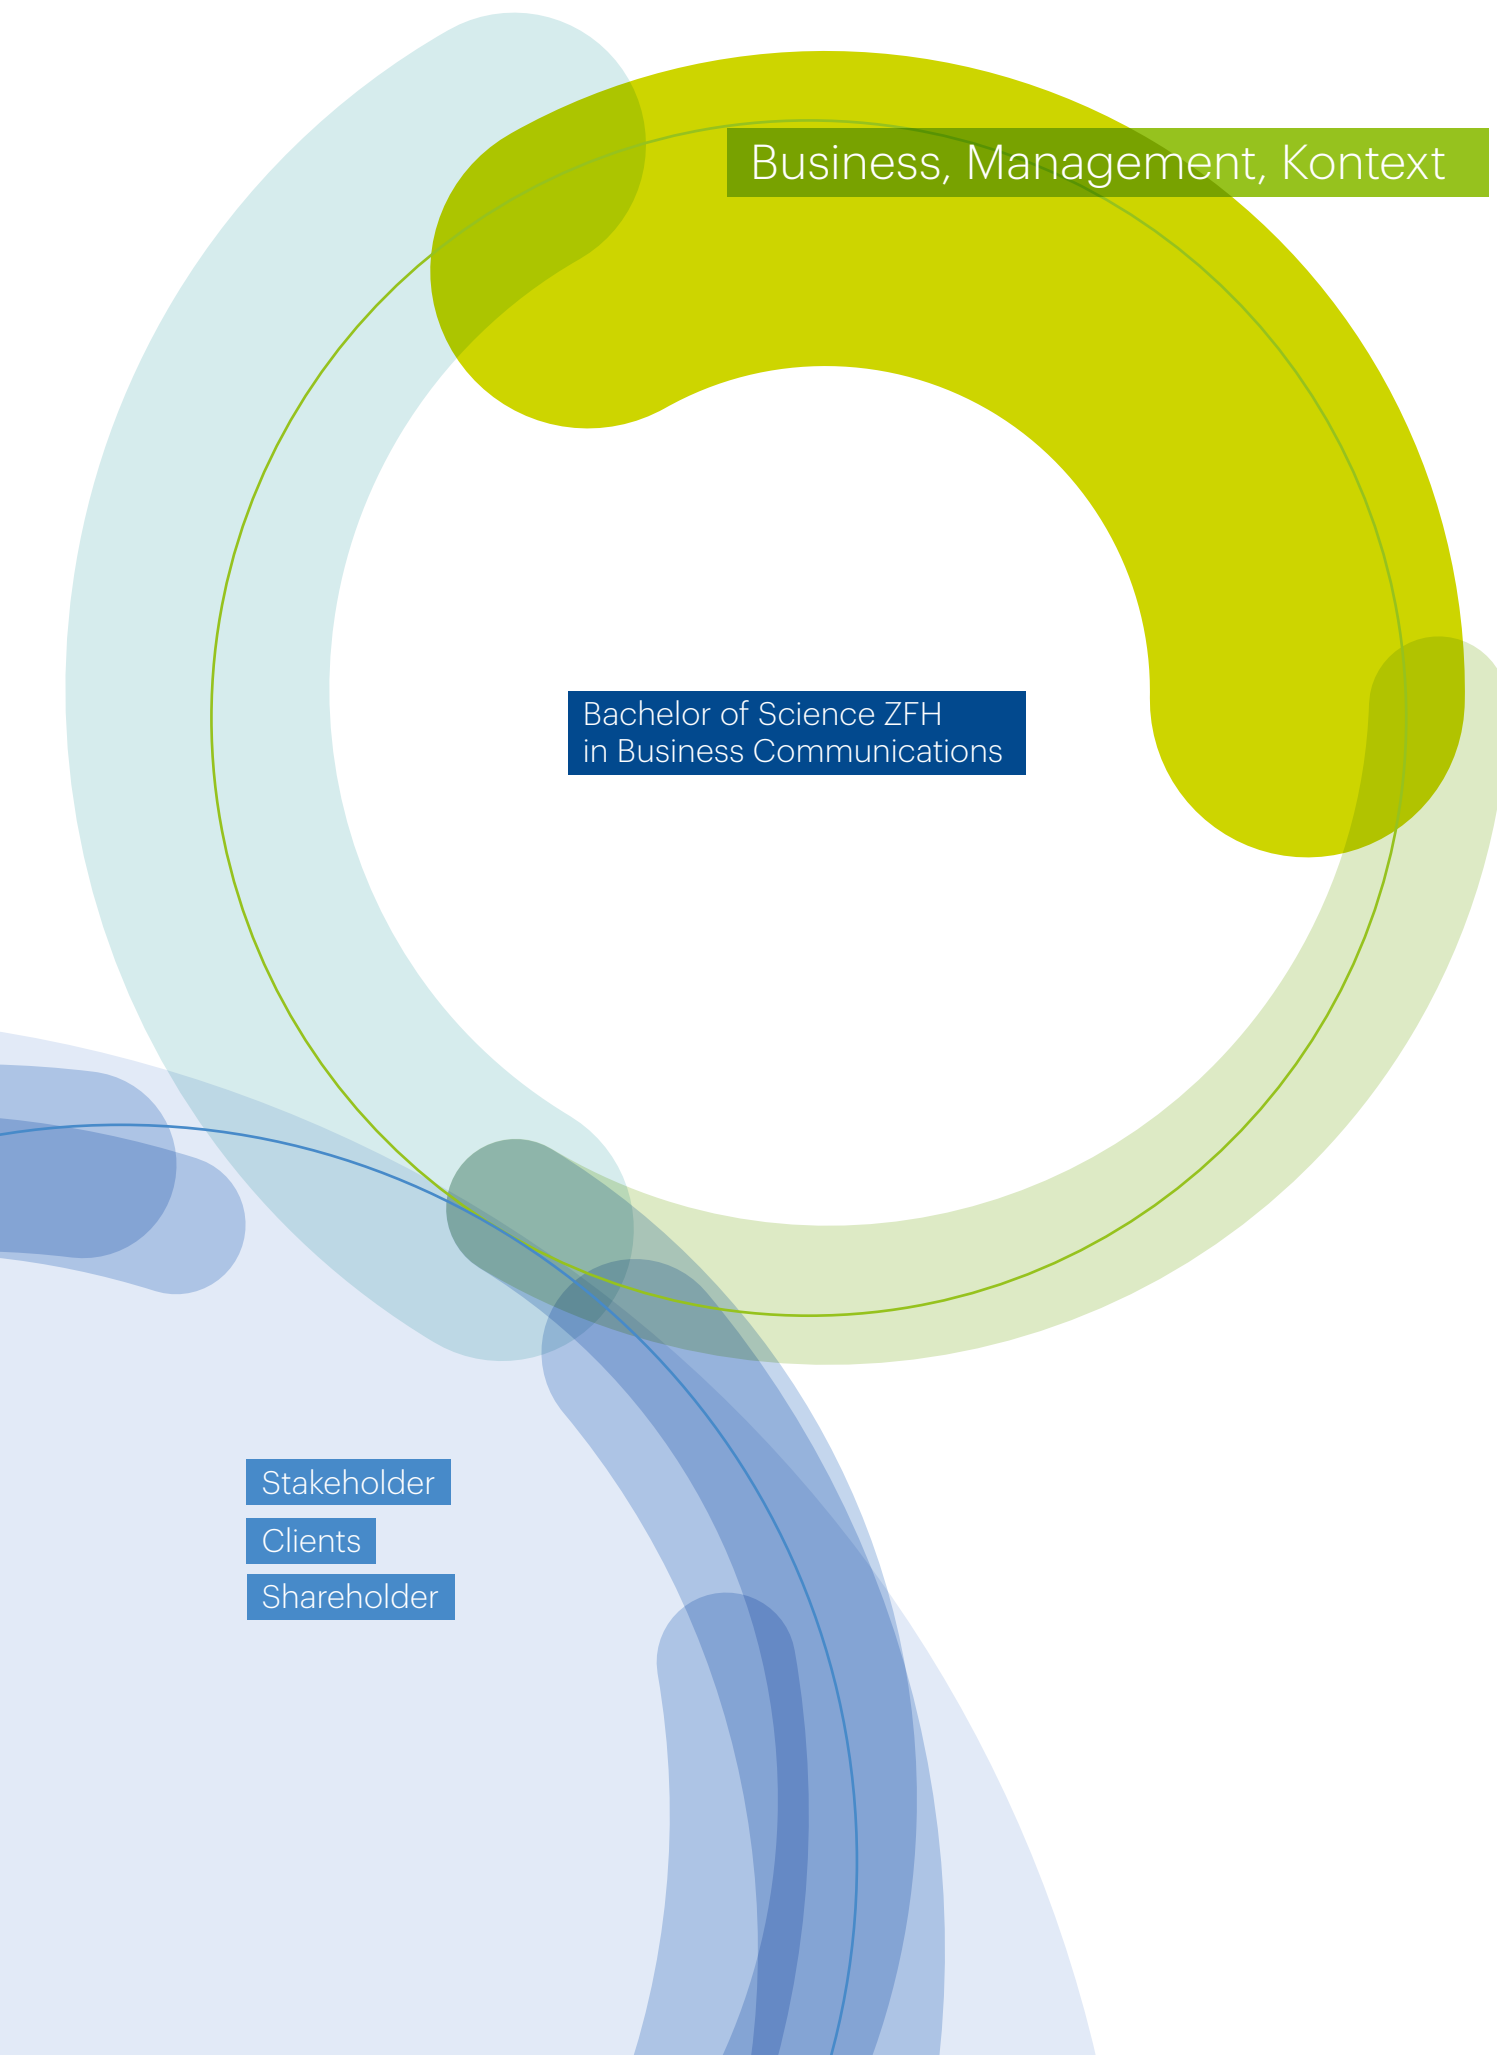 Business, Management, Kontext
Bachelor of Science ZFH
in Business Communications
Stakeholder
Clients
Shareholder